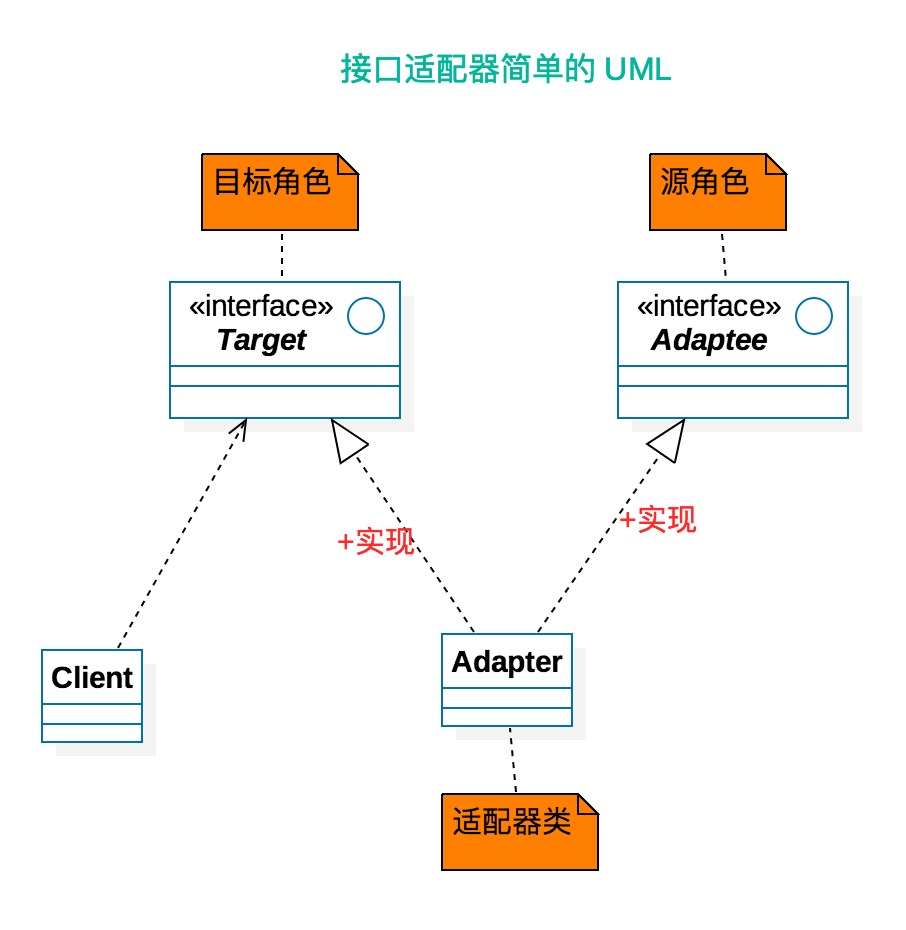 接口适配器简单的 UML
目标角色
源角色
«interface»
Target
«interface»
Adaptee
+实现
+实现
Client
Adapter
适配器类